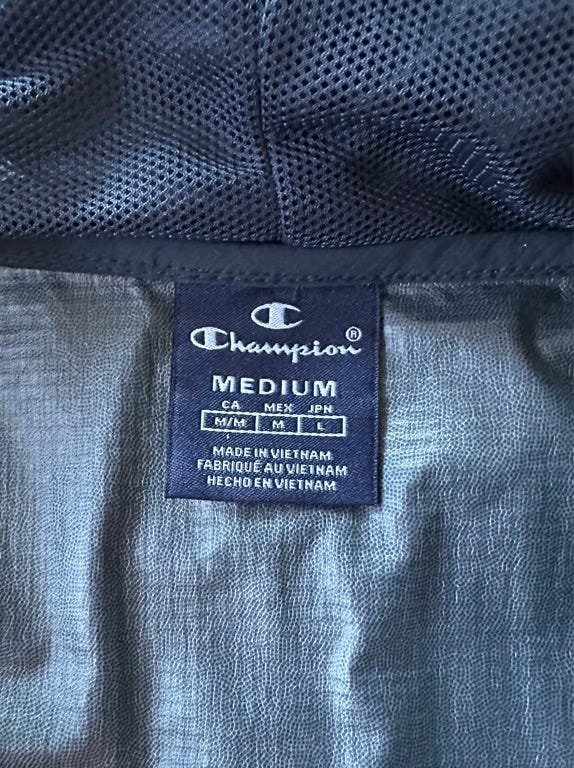 Champion®
MEDIUM
CA MEX JPN
M/M M L
MADE IN VIETNAM
FABRIQUÉ AU VIETNAM
HECHO EN VIETNAM